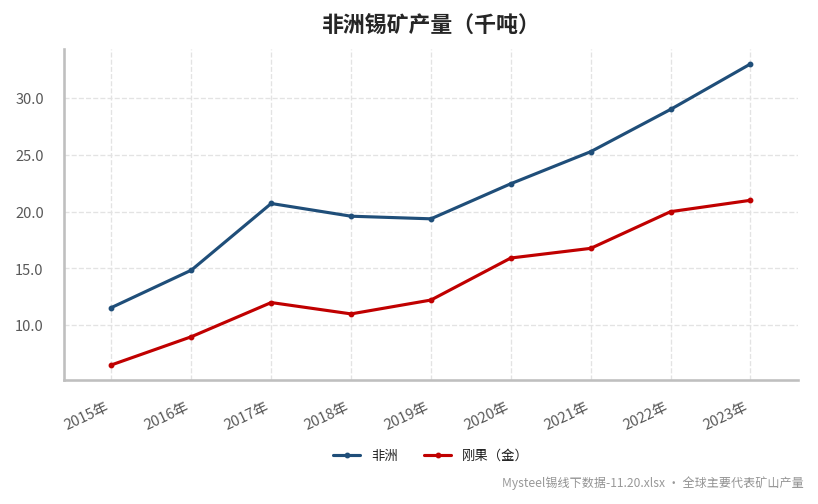 非洲锡矿产量（千吨）
30.0
25.0
20.0
15.0
10.0
2015年 2016年 2017年 2018年 2019年 2020年 2021年 2022年 2023年
非洲 刚果（金）
Mysteel锡线下数据-11.20.xlsx • 全球主要代表矿山产量